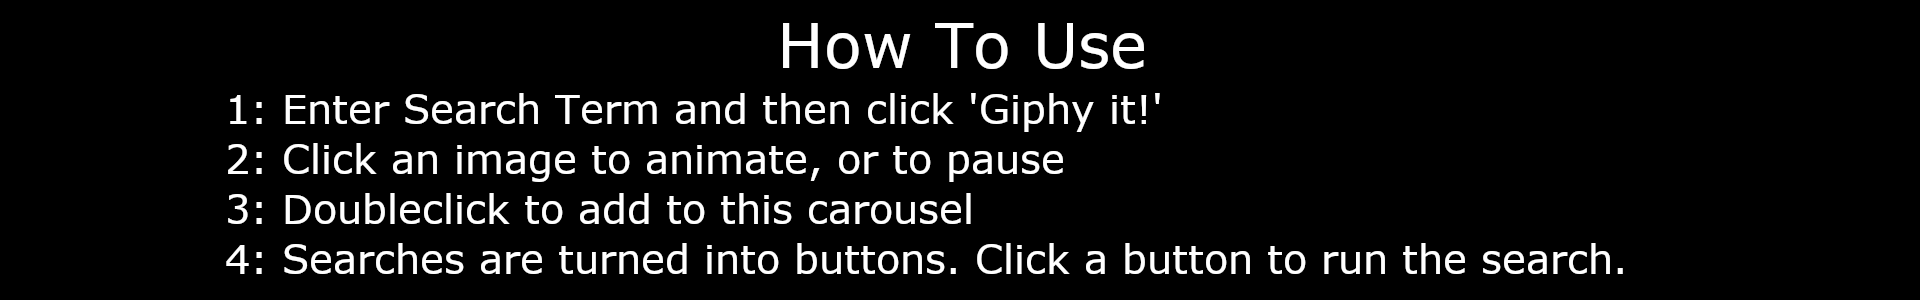 How To Use
1: Enter Search Term and then click 'Giphy it!'
2: Click an image to animate, or to pause
3: Doubleclick to add to this carousel
4: Searches are turned into buttons. Click a button to run the search.